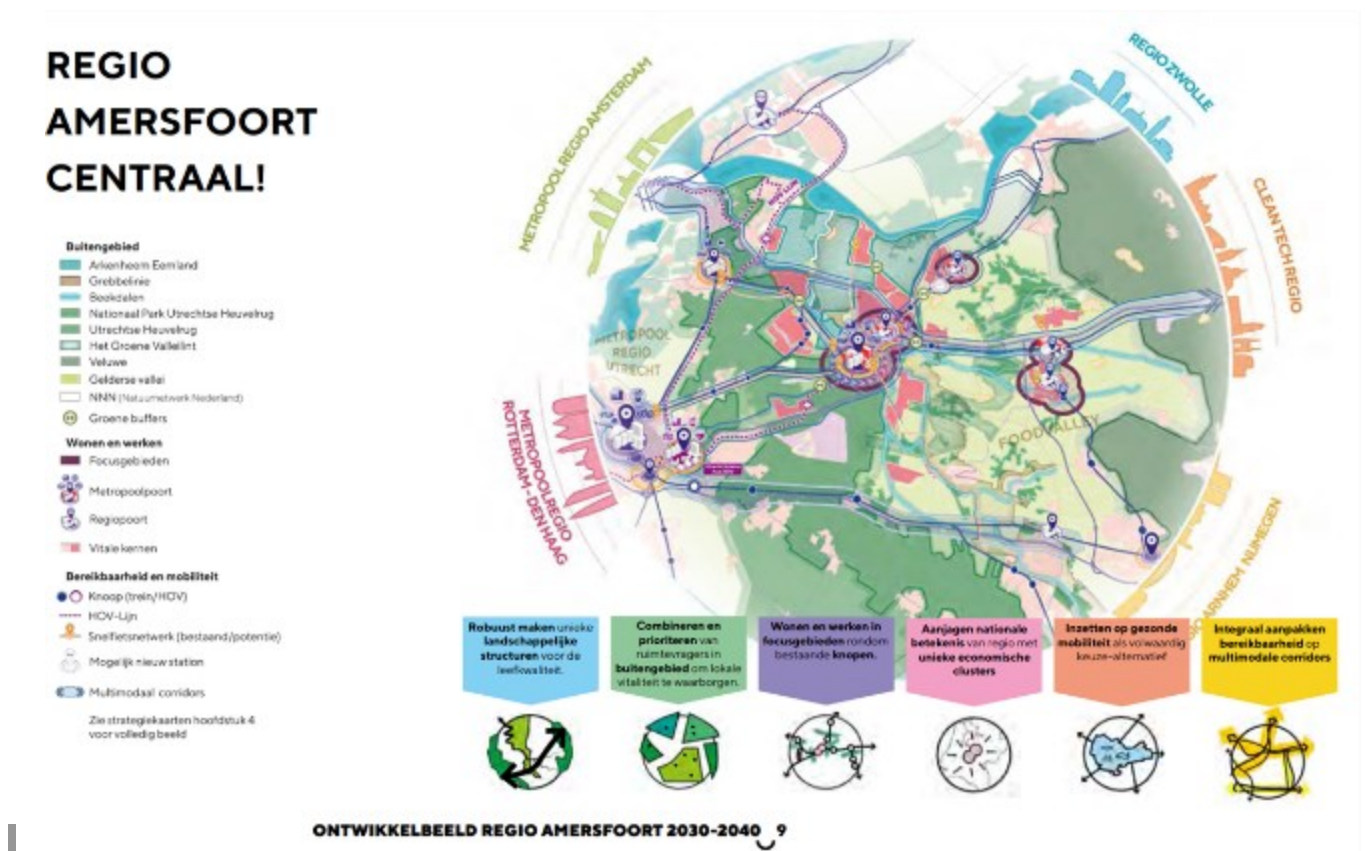 REGIO
AMERSFOORT
CENTRAAL!
Buitengebied
Arkenheem Eemland
Grebbelinie
Beekdalen
Nationaal Park Utrechtse Heuvelrug
Utrechtse Heuvelrug
Het Groene Valleilint
Veluwe
Gelderse vallei
NNN (Natuurnetwerk Nederland)
Groene buffers
Wonen en werken
Focusgebieden
Metropoolpoort
Regiopoort
Vitale kernen
Bereikbaarheid en mobiliteit
Knoop (trein/HOV)
HOV-Lijn
Snelfietsnetwerk (bestaand/potentie)
Mogelijk nieuw station
Multimodaal corridors
Zie strategiekaarten hoofdstuk 4
voor volledig beeld
METROPOOL REGIO AMSTERDAM
REGIO ZWOLLE
CLEANTECH REGIO
METROPOOL
REGIO
UTRECHT
METROPOOLREGIO
ROTTERDAM - DEN HAAG
FOODVALLEY
ARNHEM NIJMEGEN
Robuust maken unieke
landschappelijke
structuren voor de
leefkwaliteit.
Combineren en
prioriteren van
ruimtevragers in
buitengebied om lokale
vitaliteit te waarborgen.
Wonen en werken in
focusgebieden rondom
bestaande knopen.
Aanjagen nationale
betekenis van regio met
unieke economische
clusters
Inzetten op gezonde
mobiliteit als volwaardig
keuze-alternatief
Integraal aanpakken
bereikbaarheid op
multimodale corridors
ONTWIKKELBEELD REGIO AMERSFOORT 2030-2040 9